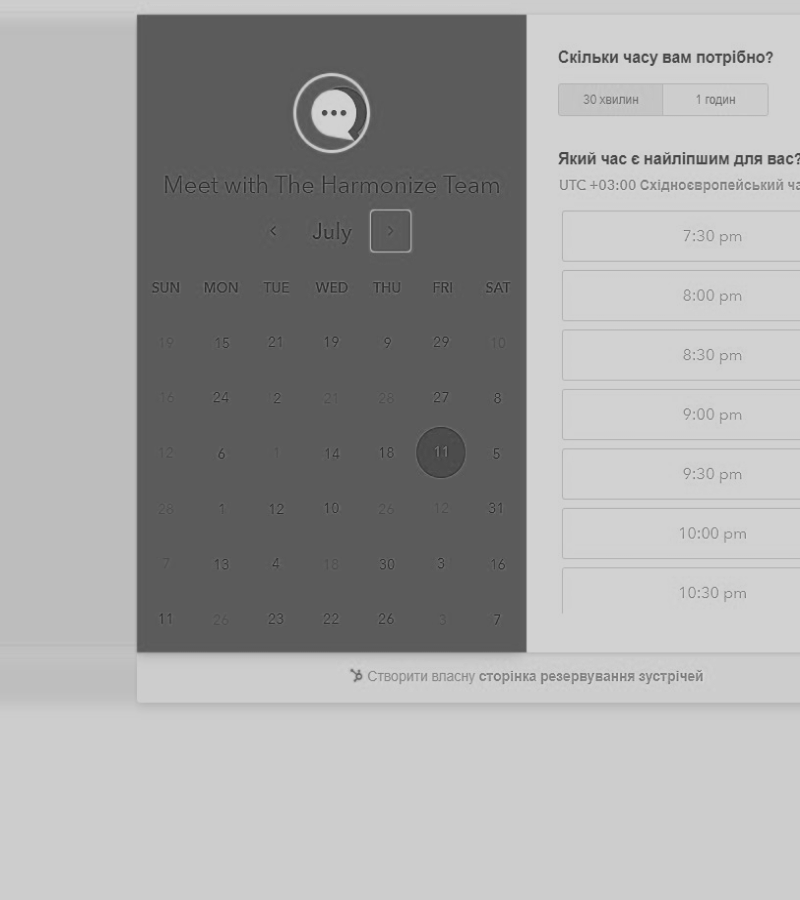 Meet with The Harmonize Team
July
SUN MON TUE WED THU FRI SAT
19 15 21 19 9 29 10
16 24 2 21 28 27 8
12 6 1 14 18 11 5
28 1 12 10 26 12 31
7 13 4 18 30 3 16
11 26 23 22 26 3 7
Скільки часу вам потрібно?
30 хвилин 1 годин
Який час є найліпшим для вас?
UTC +03:00 Східноєвропейський ча
7:30 pm
8:00 pm
8:30 pm
9:00 pm
9:30 pm
10:00 pm
10:30 pm
Створити власну сторінка резервування зустрічей